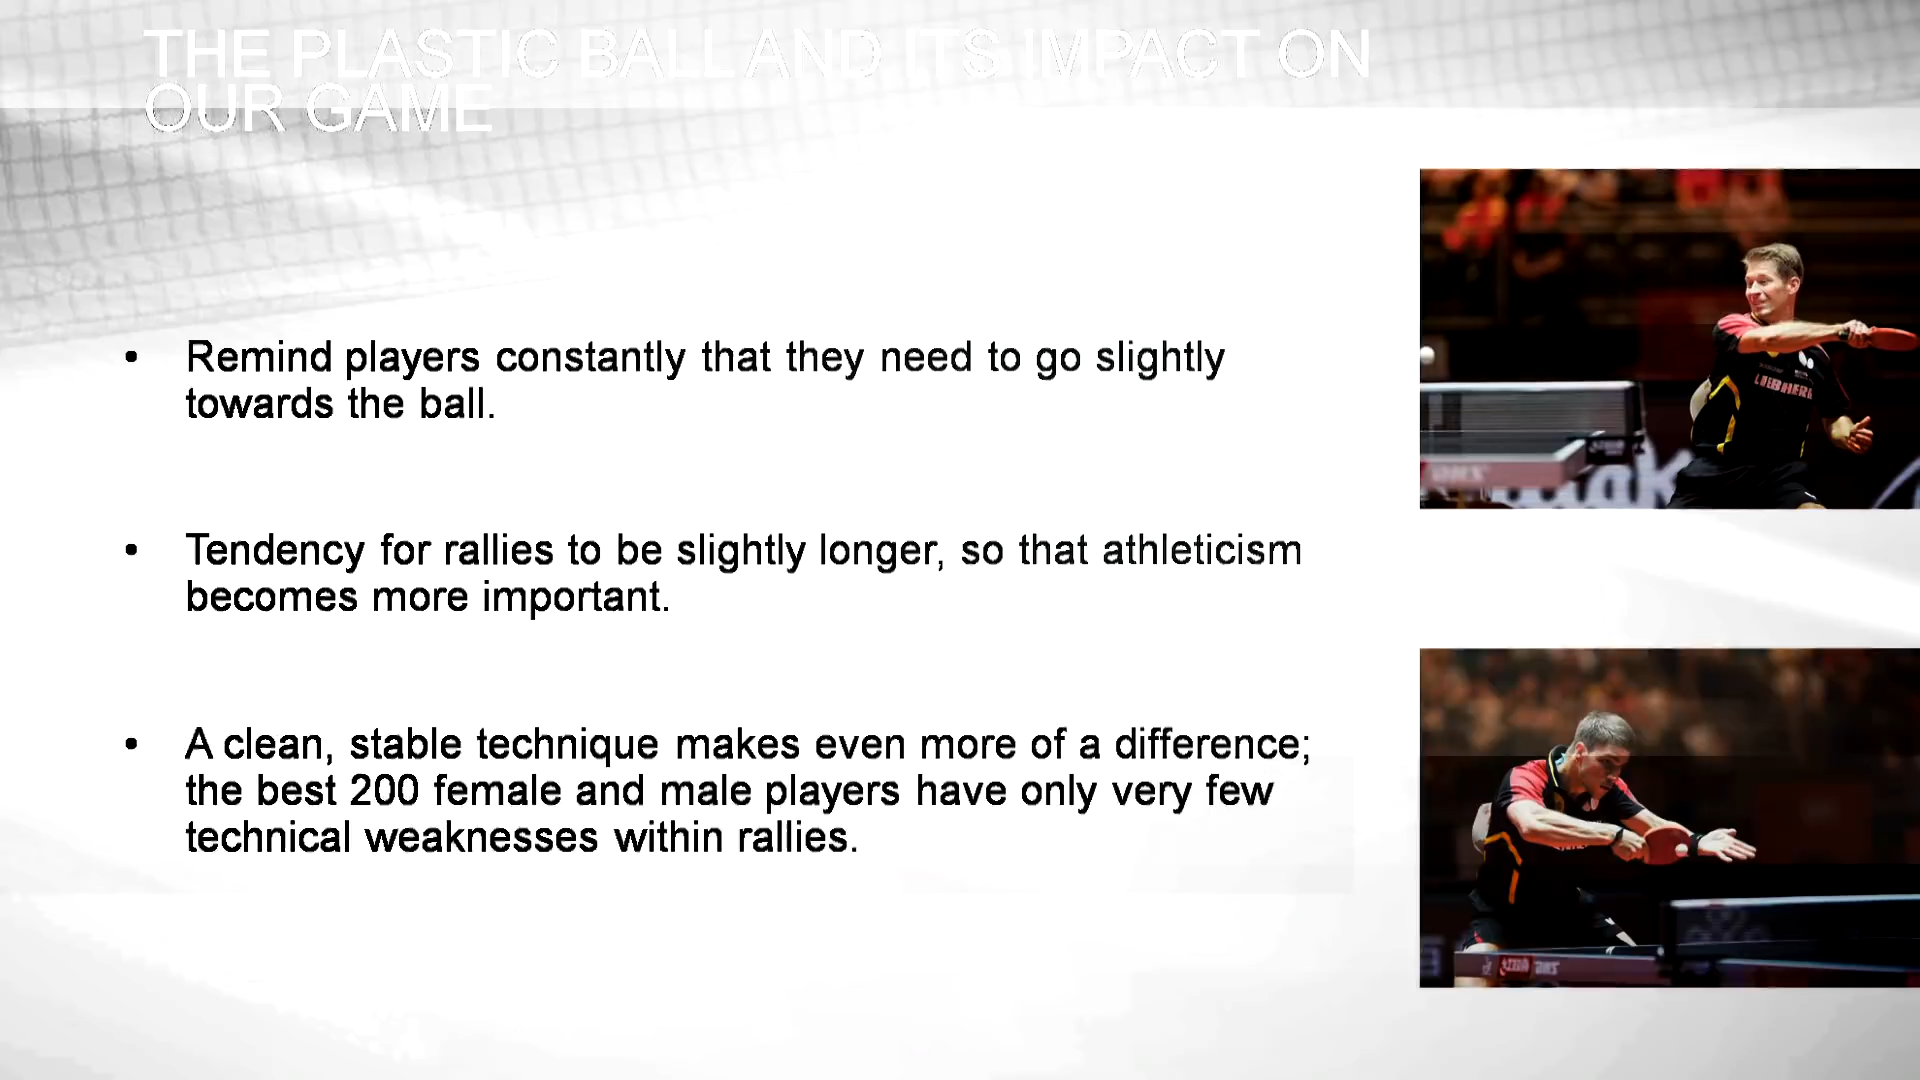 THE PLASTIC BALL AND ITS IMPACT ON
OUR GAME
• Remind players constantly that they need to go slightly
towards the ball.
• Tendency for rallies to be slightly longer, so that athleticism
becomes more important.
• A clean, stable technique makes even more of a difference;
the best 200 female and male players have only very few
technical weaknesses within rallies.
LIEBHERR